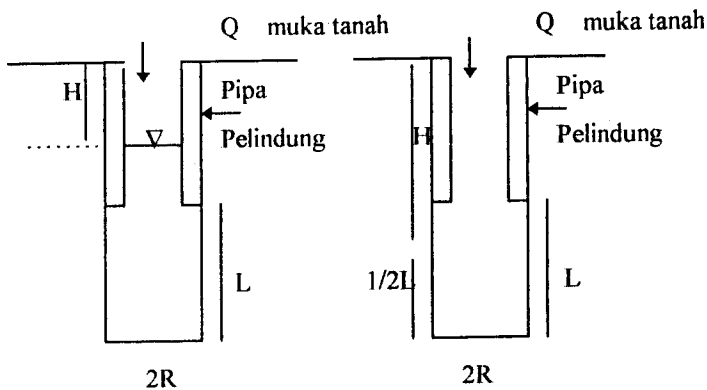 Q muka tanah
H
Pipa
Pelindung
L
2R
Q muka tanah
H
Pipa
Pelindung
1/2L
L
2R